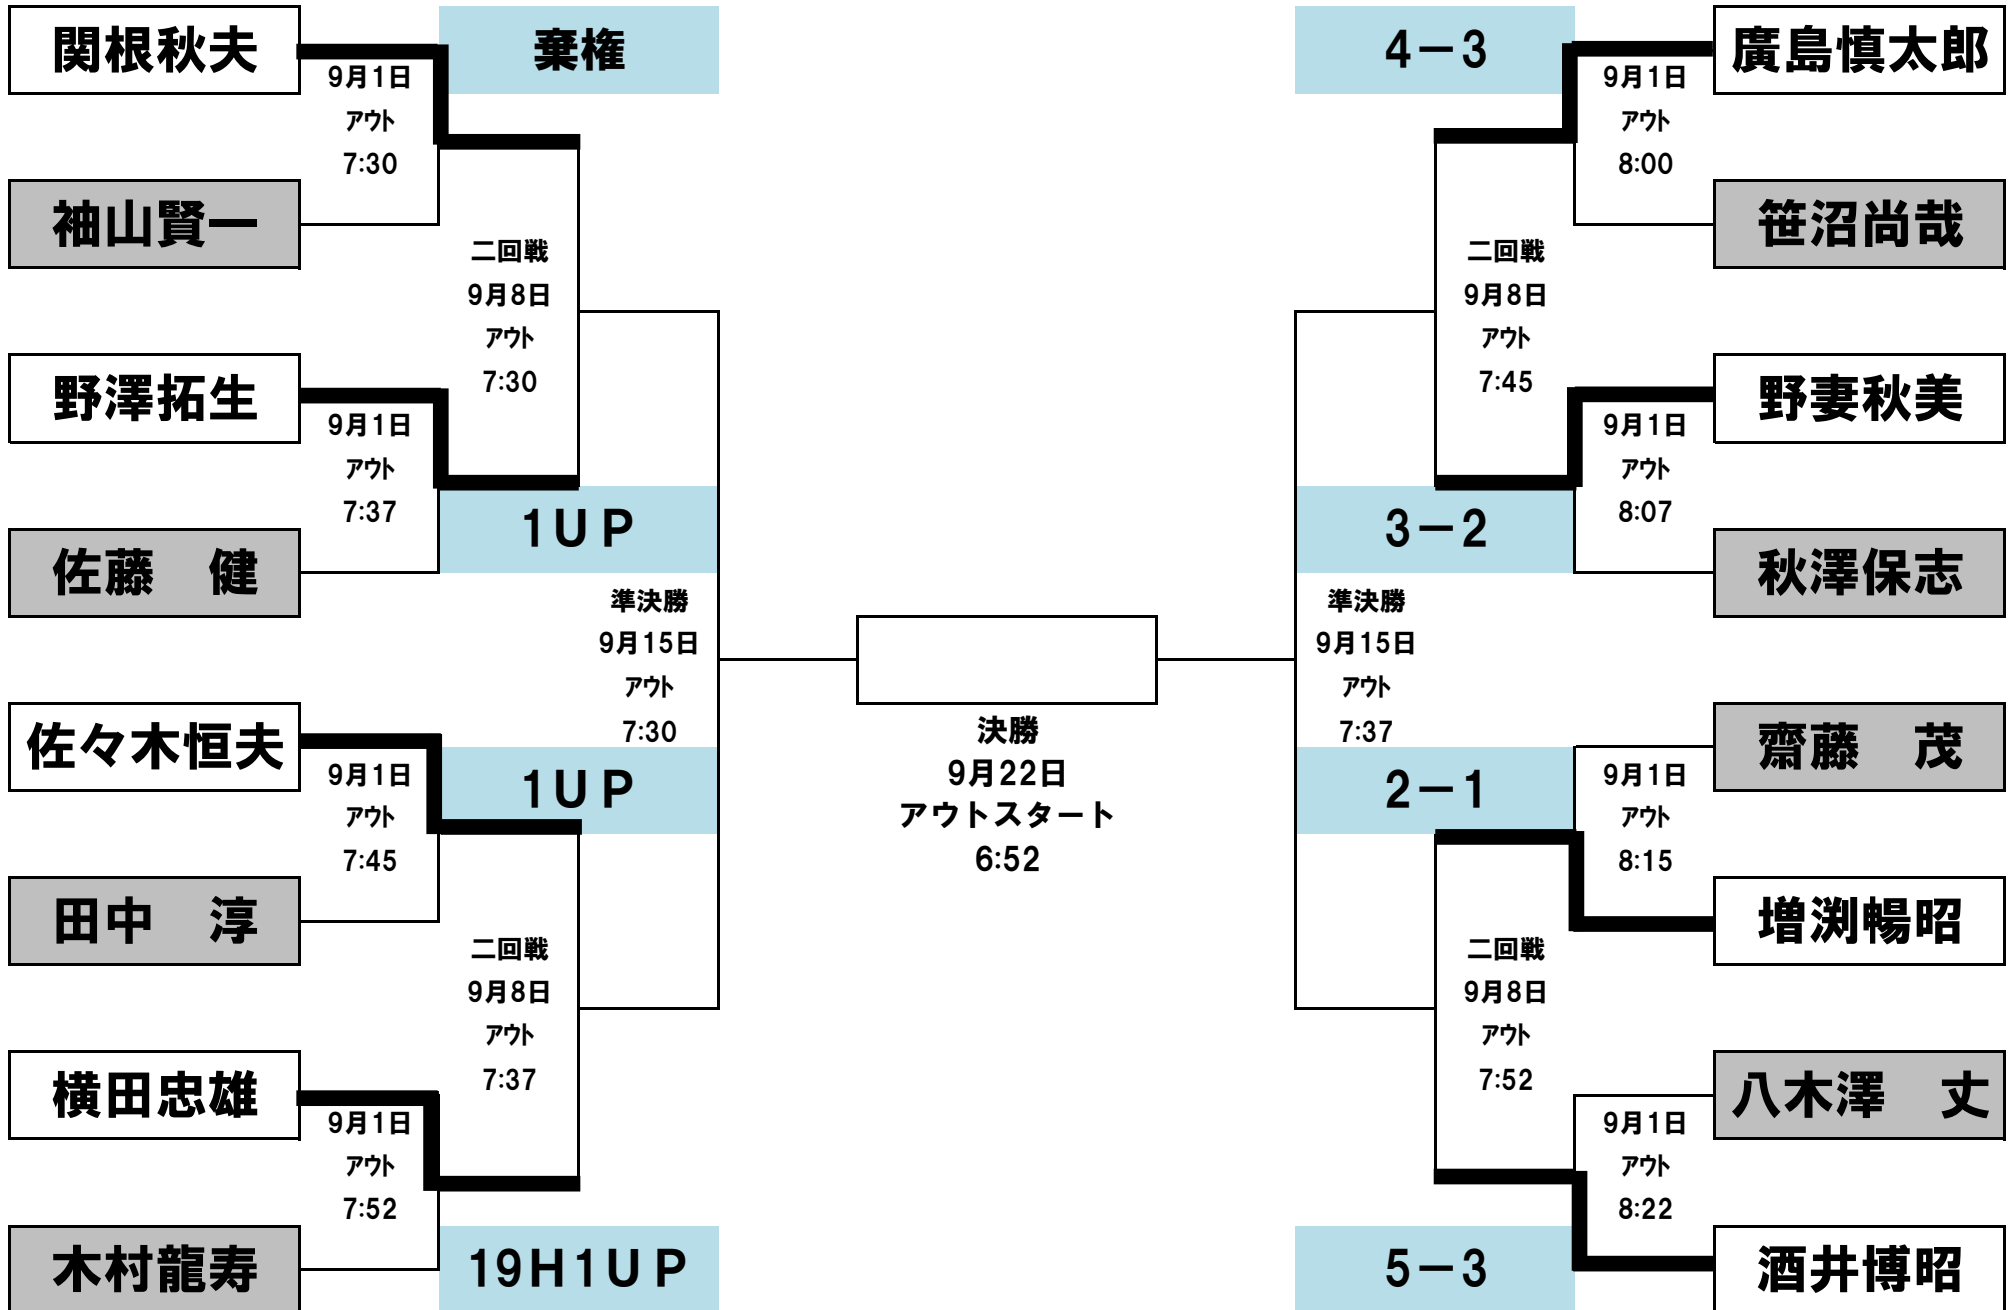 関根秋夫
棄権
4－3
廣島慎太郎
9月1日
アウト
7:30
9月1日
アウト
8:00
袖山賢一
笹沼尚哉
二回戦
9月8日
アウト
7:30
二回戦
9月8日
アウト
7:45
野澤拓生
野妻秋美
9月1日
アウト
7:37
9月1日
アウト
8:07
1UP
3－2
佐藤　健
秋澤保志
準決勝
9月15日
アウト
7:30
準決勝
9月15日
アウト
7:37
決勝
9月22日
アウトスタート
6:52
佐々木恒夫
齋藤　茂
1UP
2－1
9月1日
アウト
7:45
9月1日
アウト
8:15
田中　淳
増渕暢昭
二回戦
9月8日
アウト
7:37
二回戦
9月8日
アウト
7:52
横田忠雄
八木澤　丈
9月1日
アウト
7:52
9月1日
アウト
8:22
木村龍寿
19H1UP
5－3
酒井博昭